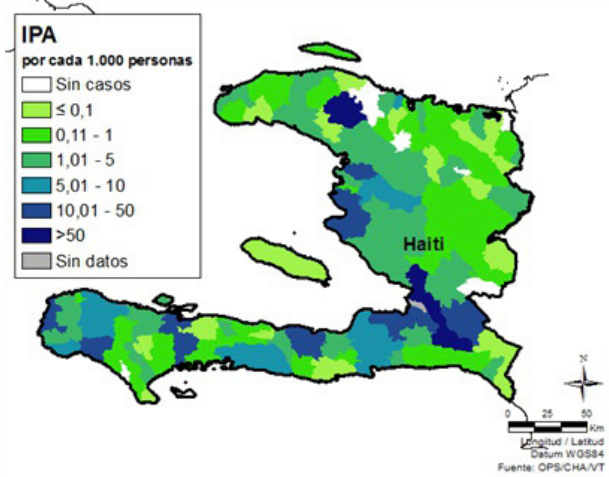 IPA
por cada 1.000 personas
Sin casos
≤ 0,1
0,11 - 1
1,01 - 5
5,01 - 10
10,01 - 50
>50
Sin datos
Haiti
N
0 25 50
Km
Longitud / Latitud
Datum WGS84
Fuente: OPS/CHA/VT